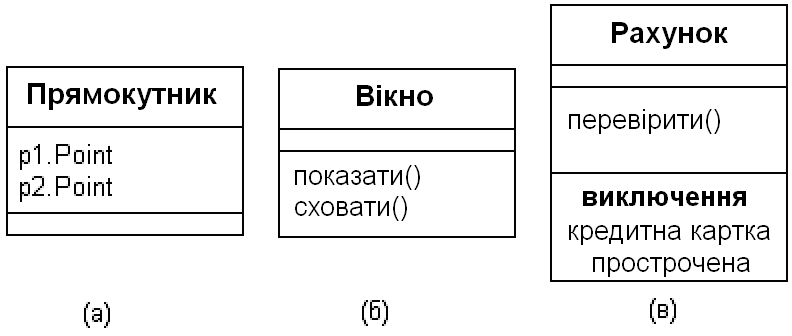 Прямокутник
p1.Point
p2.Point
(а)
Вікно
показати()
сховати()
(б)
Рахунок
перевірити()
виключення
кредитна картка
прострочена
(в)